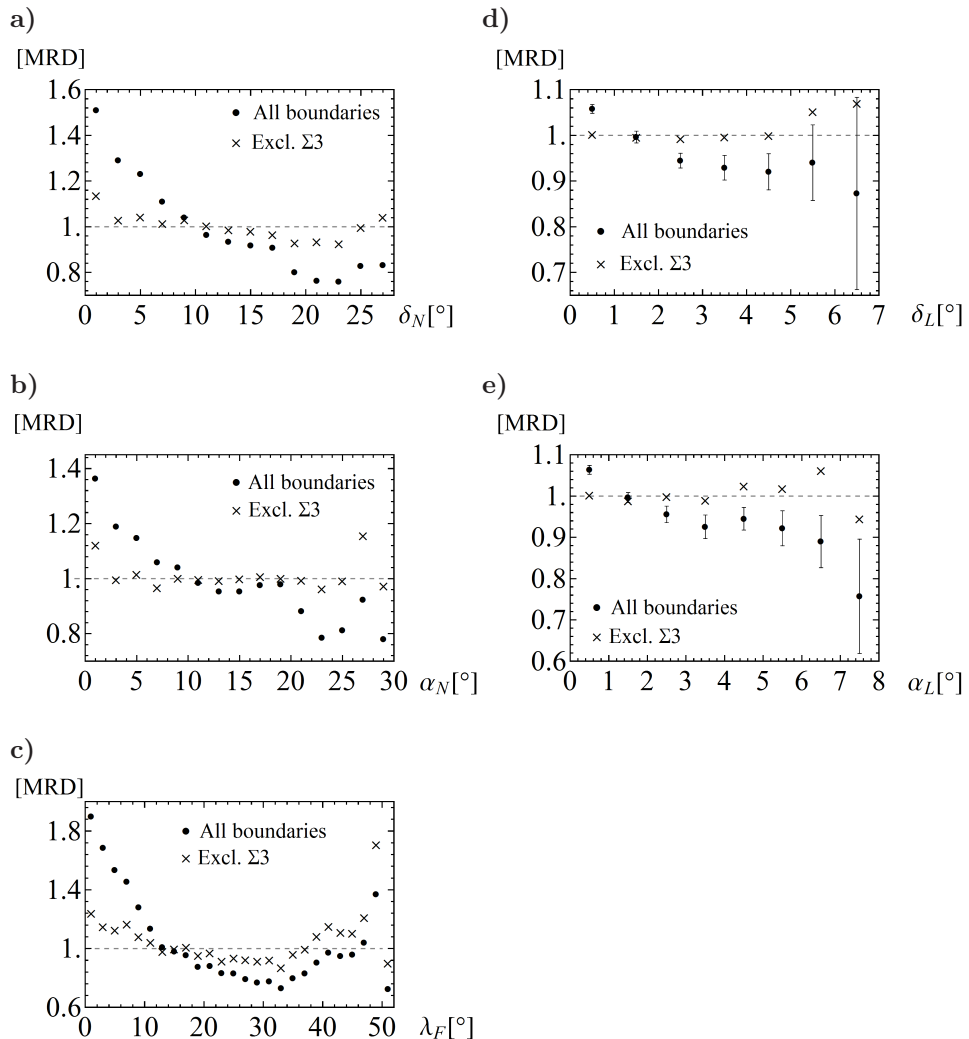 a)
[MRD]
1.6
1.4
1.2
1.
0.8
All boundaries
Excl. Σ3
0 5 10 15 20 25 δ_N[°]
b)
[MRD]
1.4
1.2
1.
0.8
All boundaries
Excl. Σ3
0 5 10 15 20 25 30 α_N[°]
c)
[MRD]
1.8
1.4
1.
0.6
All boundaries
Excl. Σ3
0 10 20 30 40 50 λ_F[°]
d)
[MRD]
1.1
1.
0.9
0.8
0.7
All boundaries
Excl. Σ3
0 1 2 3 4 5 6 7 δ_L[°]
e)
[MRD]
1.1
1.
0.9
0.8
0.7
0.6
All boundaries
Excl. Σ3
0 1 2 3 4 5 6 7 8 α_L[°]